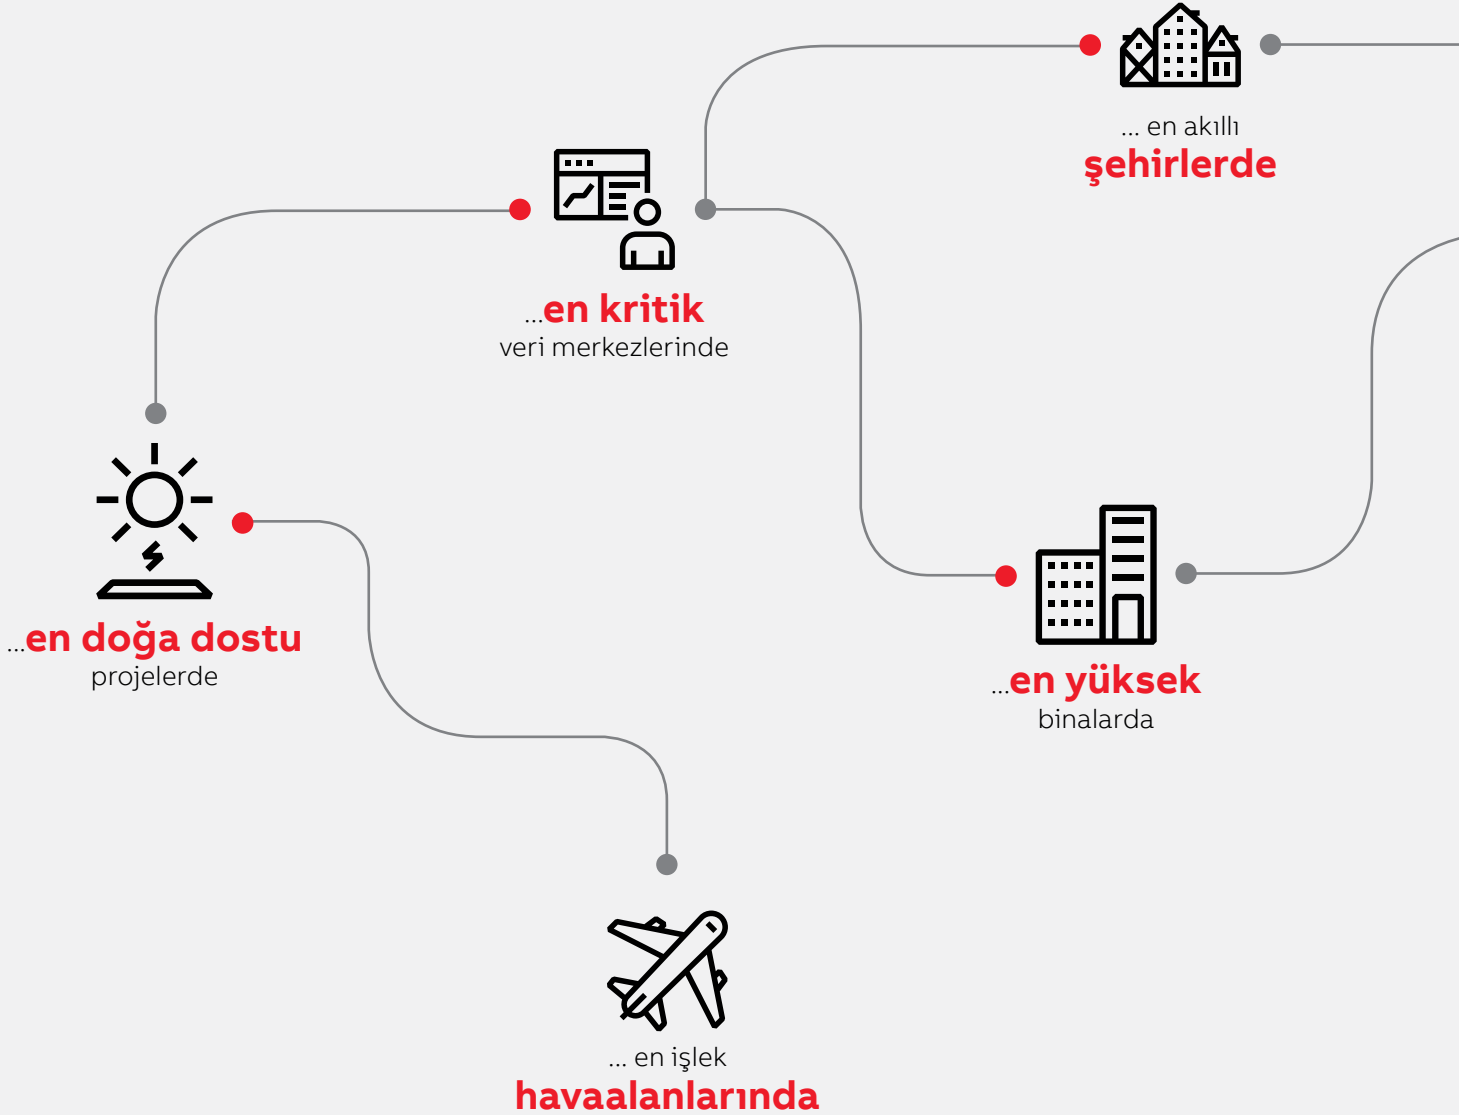 ... en akıllı
şehirlerde
...en kritik
veri merkezlerinde
...en doğa dostu
projelerde
...en yüksek
binalarda
... en işlek
havaalanlarında